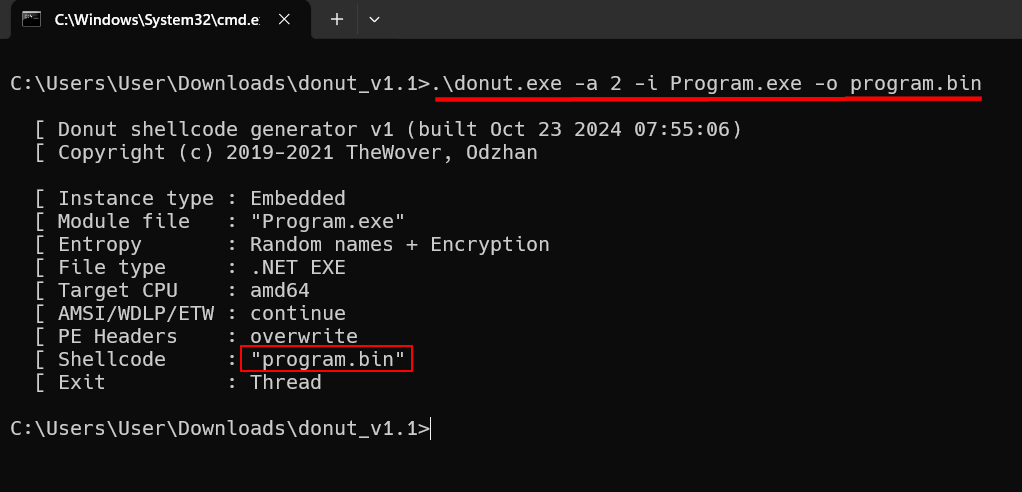 C:\Windows\System32\cmd.e
C:\Users\User\Downloads\donut_v1.1>.\donut.exe -a 2 -i Program.exe -o program.bin
[ Donut shellcode generator v1 (built Oct 23 2024 07:55:06)
[ Copyright (c) 2019-2021 TheWover, Odzhan
[ Instance type : Embedded
[ Module file   : "Program.exe"
[ Entropy       : Random names + Encryption
[ File type     : .NET EXE
[ Target CPU    : amd64
[ AMSI/WDLP/ETW : continue
[ PE Headers    : overwrite
[ Shellcode     : "program.bin"
[ Exit          : Thread
C:\Users\User\Downloads\donut_v1.1>